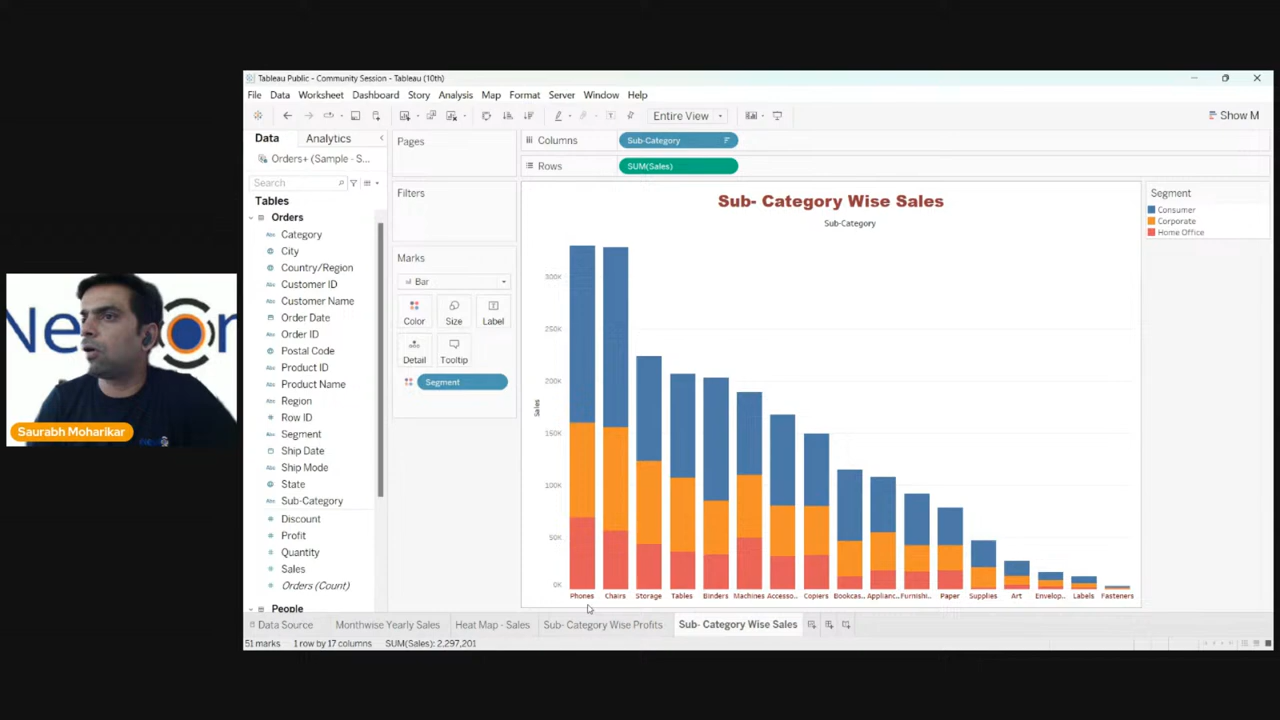 Tableau Public - Community Session - Tableau (10th)
File Data Worksheet Dashboard Story Analysis Map Format Server Window Help
Entire View
Show M
Data Analytics
Orders+ (Sample - S...
Search
Tables
Orders
Category
City
Country/Region
Customer ID
Customer Name
Order Date
Order ID
Postal Code
Product ID
Product Name
Region
Row ID
Segment
Ship Date
Ship Mode
State
Sub-Category
Discount
Profit
Quantity
Sales
Orders (Count)
People
Pages
Filters
Marks
Bar
Color Size Label
Detail Tooltip
Segment
Columns Sub-Category
Rows SUM(Sales)
Sub- Category Wise Sales
Sub-Category
Sales
300K
250K
200K
150K
100K
50K
0K
Phones Chairs Storage Tables Binders Machines Accesso.. Copiers Bookcas.. Applianc.. Furnishi.. Paper Supplies Art Envelop.. Labels Fasteners
Segment
Consumer
Corporate
Home Office
Data Source Monthwise Yearly Sales Heat Map - Sales Sub- Category Wise Profits Sub- Category Wise Sales
51 marks 1 row by 17 columns SUM(Sales): 2,297,201
Saurabh Moharikar